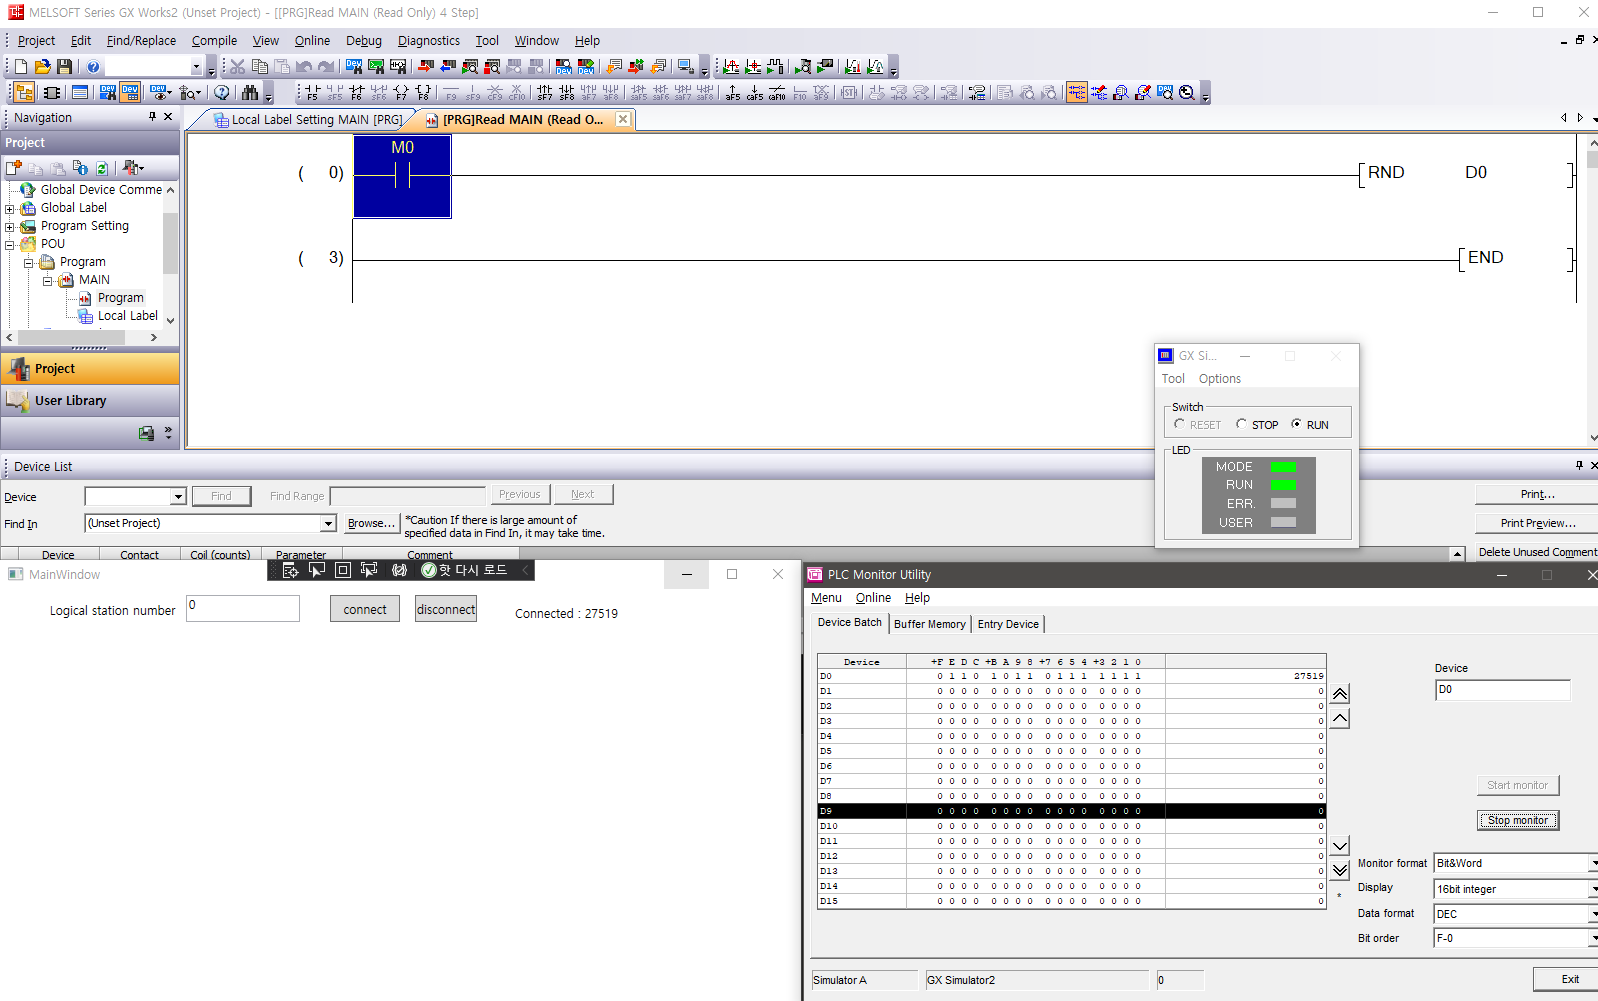 MELSOFT Series GX Works2 (Unset Project) - [[PRG]Read MAIN (Read Only) 4 Step]
Project Edit Find/Replace Compile View Online Debug Diagnostics Tool Window Help
F5 sF5 F6 sF6 F7 F8 F9 sF9 cF9 cF10 sF7 sF8 aF7 aF8 saF5 saF6 saF7 saF8 aF5 caF5 caF10 F10 aF9
Navigation
Local Label Setting MAIN [PRG]
[PRG]Read MAIN (Read O...
Project
Global Device Comme
Global Label
Program Setting
POU
Program
MAIN
Program
Local Label
Project
User Library
M0
( 0)
RND D0
( 3)
END
GX Si...
Tool Options
Switch
RESET STOP RUN
LED
MODE
RUN
ERR.
USER
Device List
Device
Find
Find Range
Previous
Next
Print...
Find In
(Unset Project)
Browse...
*Caution If there is large amount of
specified data in Find In, it may take time.
Print Preview...
Device Contact Coil (counts) Parameter Comment
Delete Unused Comment
MainWindow
핫 다시 로드
Logical station number
0
connect
disconnect
Connected : 27519
PLC Monitor Utility
Menu Online Help
Device Batch Buffer Memory Entry Device
Device +F E D C +B A 9 8 +7 6 5 4 +3 2 1 0
D0 0 1 1 0 1 0 1 1 0 1 1 1 1 1 1 1 27519
D1 0 0 0 0 0 0 0 0 0 0 0 0 0 0 0 0 0
D2 0 0 0 0 0 0 0 0 0 0 0 0 0 0 0 0 0
D3 0 0 0 0 0 0 0 0 0 0 0 0 0 0 0 0 0
D4 0 0 0 0 0 0 0 0 0 0 0 0 0 0 0 0 0
D5 0 0 0 0 0 0 0 0 0 0 0 0 0 0 0 0 0
D6 0 0 0 0 0 0 0 0 0 0 0 0 0 0 0 0 0
D7 0 0 0 0 0 0 0 0 0 0 0 0 0 0 0 0 0
D8 0 0 0 0 0 0 0 0 0 0 0 0 0 0 0 0 0
D9 0 0 0 0 0 0 0 0 0 0 0 0 0 0 0 0 0
D10 0 0 0 0 0 0 0 0 0 0 0 0 0 0 0 0 0
D11 0 0 0 0 0 0 0 0 0 0 0 0 0 0 0 0 0
D12 0 0 0 0 0 0 0 0 0 0 0 0 0 0 0 0 0
D13 0 0 0 0 0 0 0 0 0 0 0 0 0 0 0 0 0
D14 0 0 0 0 0 0 0 0 0 0 0 0 0 0 0 0 0
D15 0 0 0 0 0 0 0 0 0 0 0 0 0 0 0 0 0
Device
D0
Start monitor
Stop monitor
Monitor format
Bit&Word
*
Display
16bit integer
Data format
DEC
Bit order
F-0
Simulator A
GX Simulator2
0
Exit